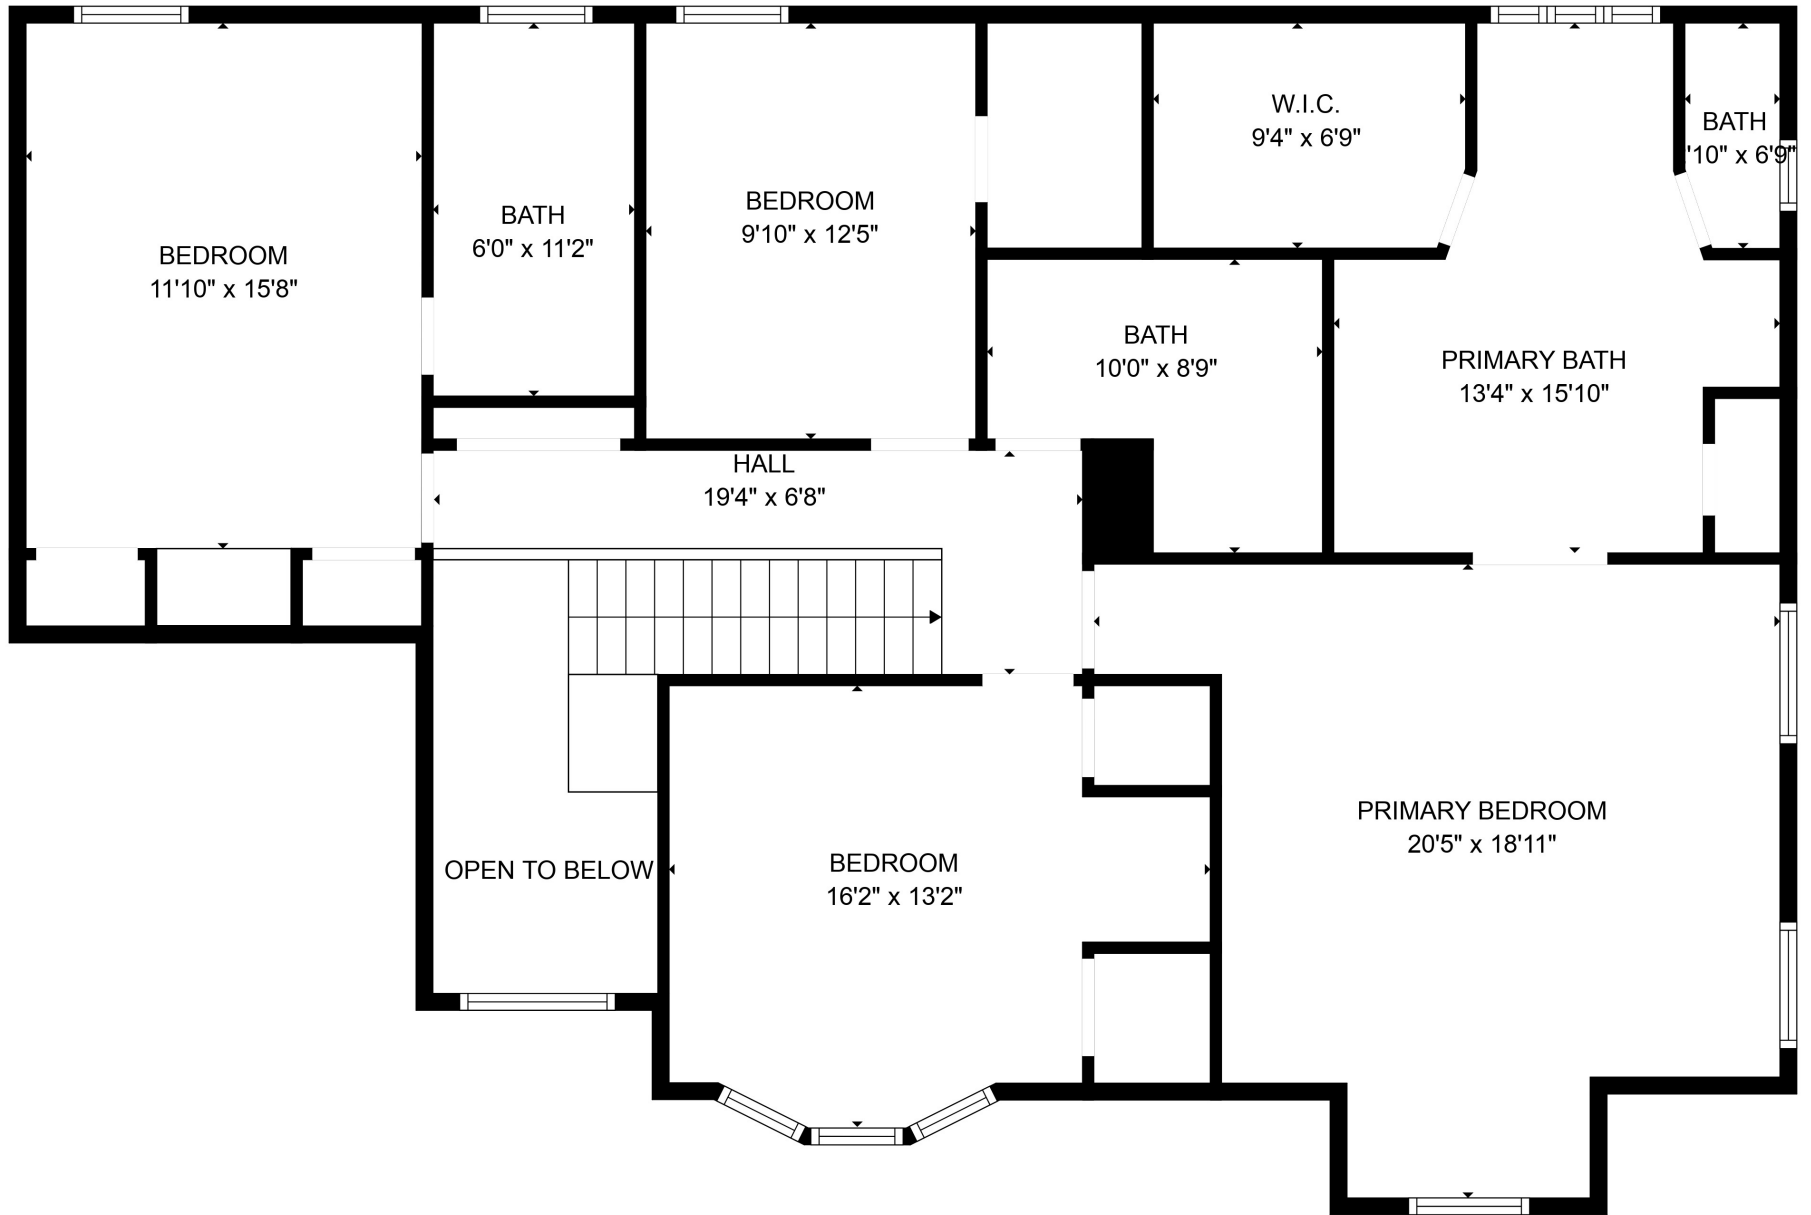 BEDROOM
11'10" x 15'8"
BATH
6'0" x 11'2"
BEDROOM
9'10" x 12'5"
W.I.C.
9'4" x 6'9"
BATH
'10" x 6'9"
BATH
10'0" x 8'9"
PRIMARY BATH
13'4" x 15'10"
HALL
19'4" x 6'8"
OPEN TO BELOW
BEDROOM
16'2" x 13'2"
PRIMARY BEDROOM
20'5" x 18'11"